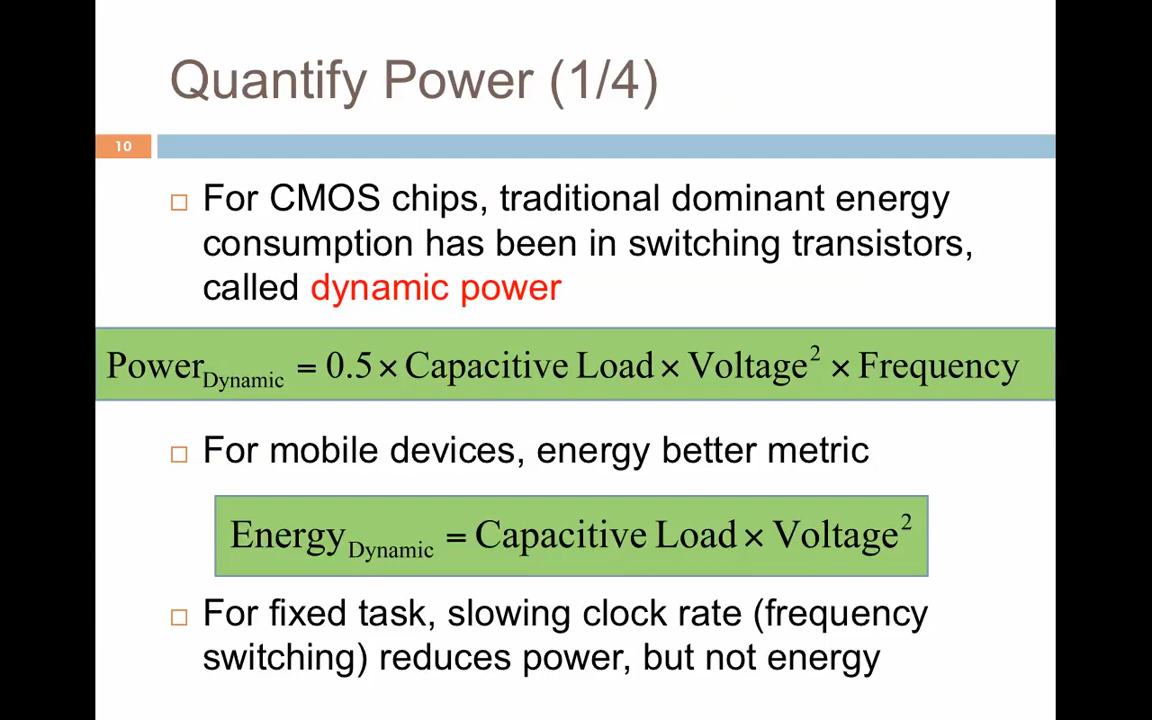 Quantify Power (1/4)
10
For CMOS chips, traditional dominant energy
consumption has been in switching transistors,
called dynamic power
Power_Dynamic = 0.5 × Capacitive Load × Voltage² × Frequency
For mobile devices, energy better metric
Energy_Dynamic = Capacitive Load × Voltage²
For fixed task, slowing clock rate (frequency
switching) reduces power, but not energy